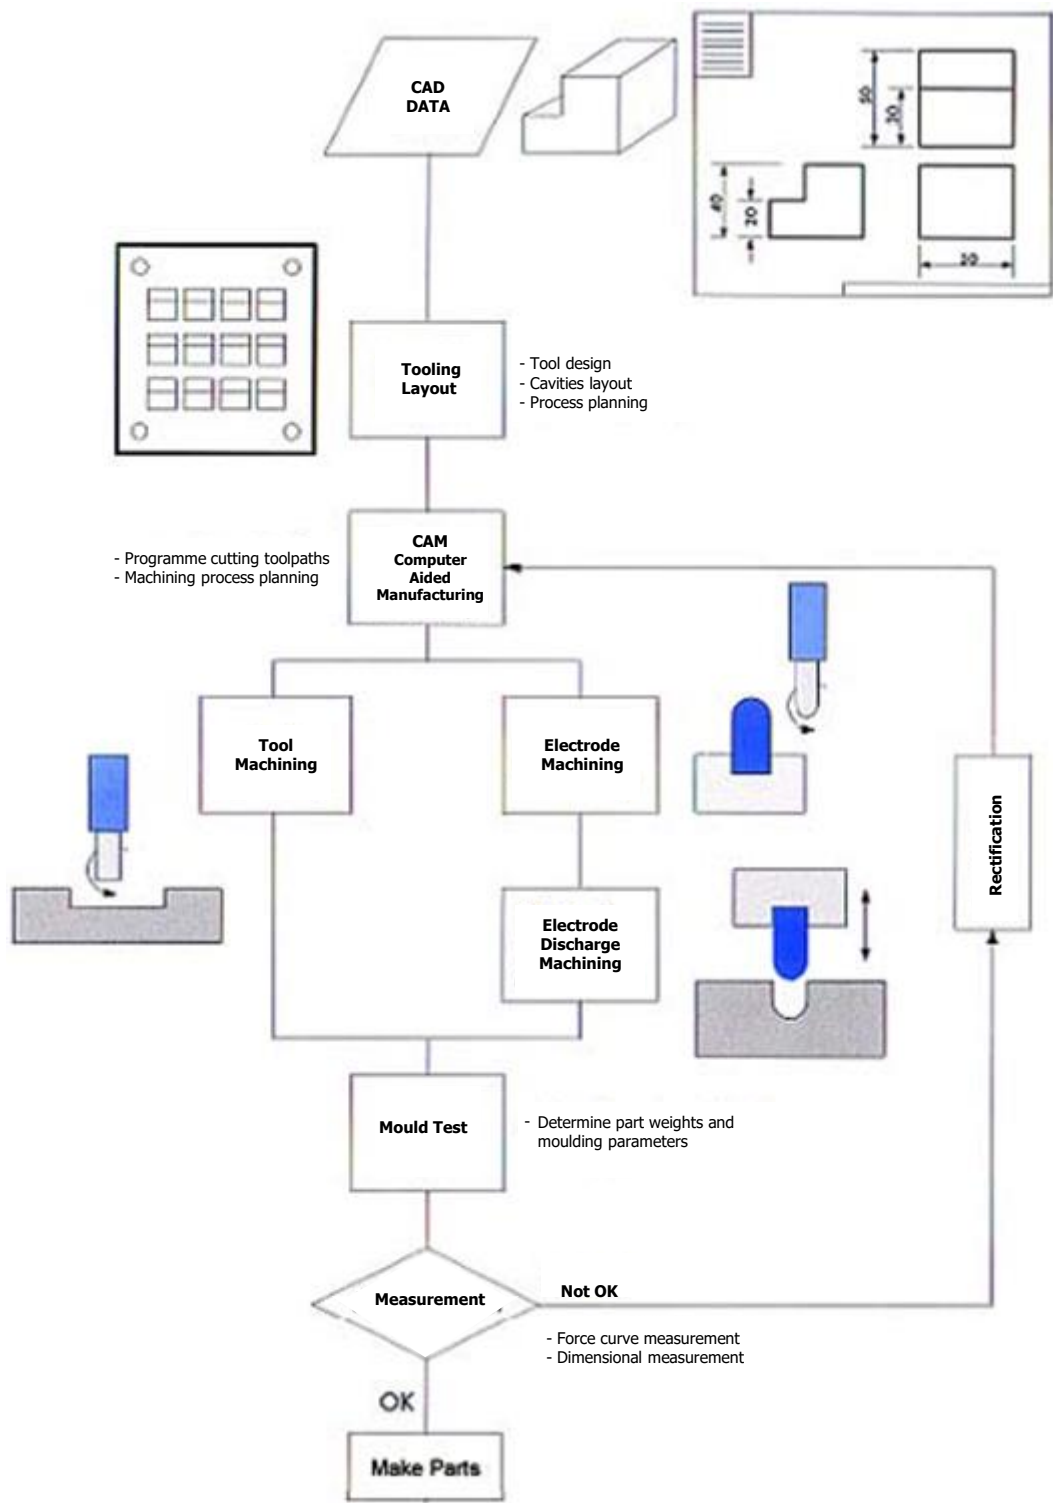 CAD
DATA
50
30
40
20
30
Tooling
Layout
- Tool design
- Cavities layout
- Process planning
CAM
Computer
Aided
Manufacturing
- Programme cutting toolpaths
- Machining process planning
Tool
Machining
Electrode
Machining
Rectification
Electrode
Discharge
Machining
Mould Test
- Determine part weights and
moulding parameters
Measurement
Not OK
- Force curve measurement
- Dimensional measurement
OK
Make Parts